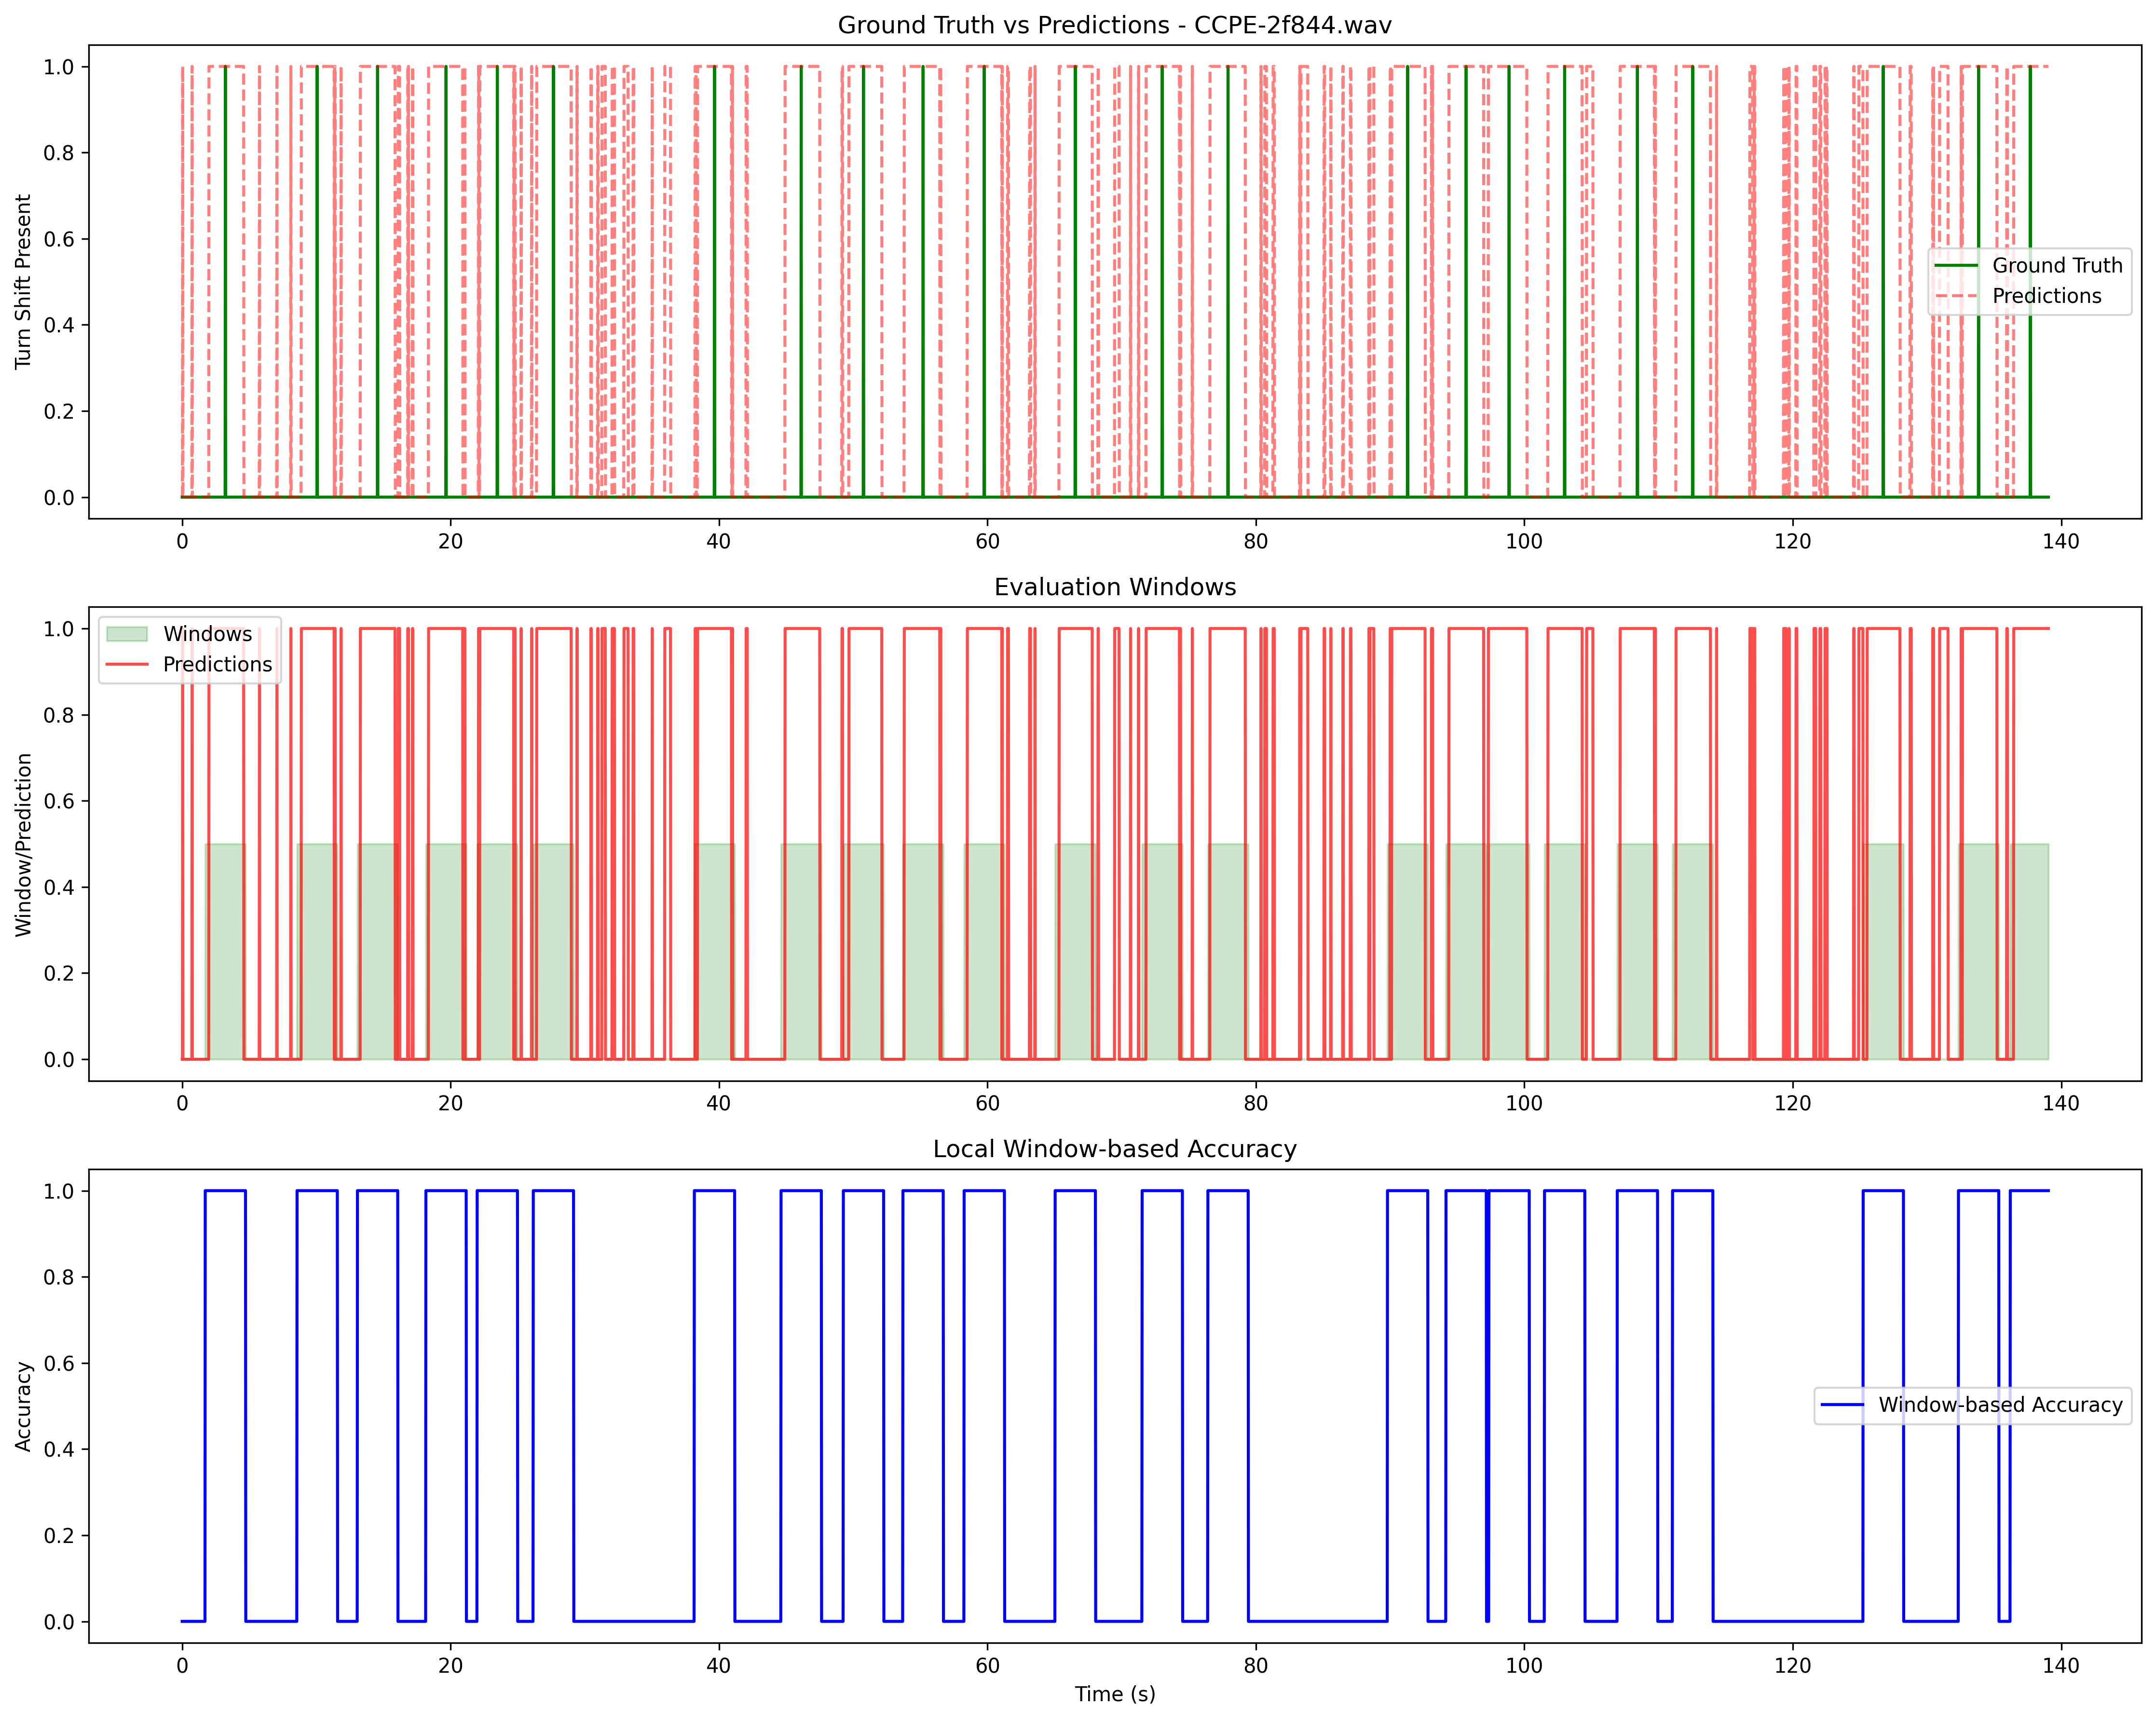 Ground Truth vs Predictions - CCPE-2f844.wav
1.0
0.8
0.6
0.4
0.2
0.0
Turn Shift Present
Ground Truth
Predictions
0 20 40 60 80 100 120 140
Evaluation Windows
1.0
0.8
0.6
0.4
0.2
0.0
Window/Prediction
Windows
Predictions
0 20 40 60 80 100 120 140
Local Window-based Accuracy
1.0
0.8
0.6
0.4
0.2
0.0
Accuracy
Window-based Accuracy
0 20 40 60 80 100 120 140
Time (s)